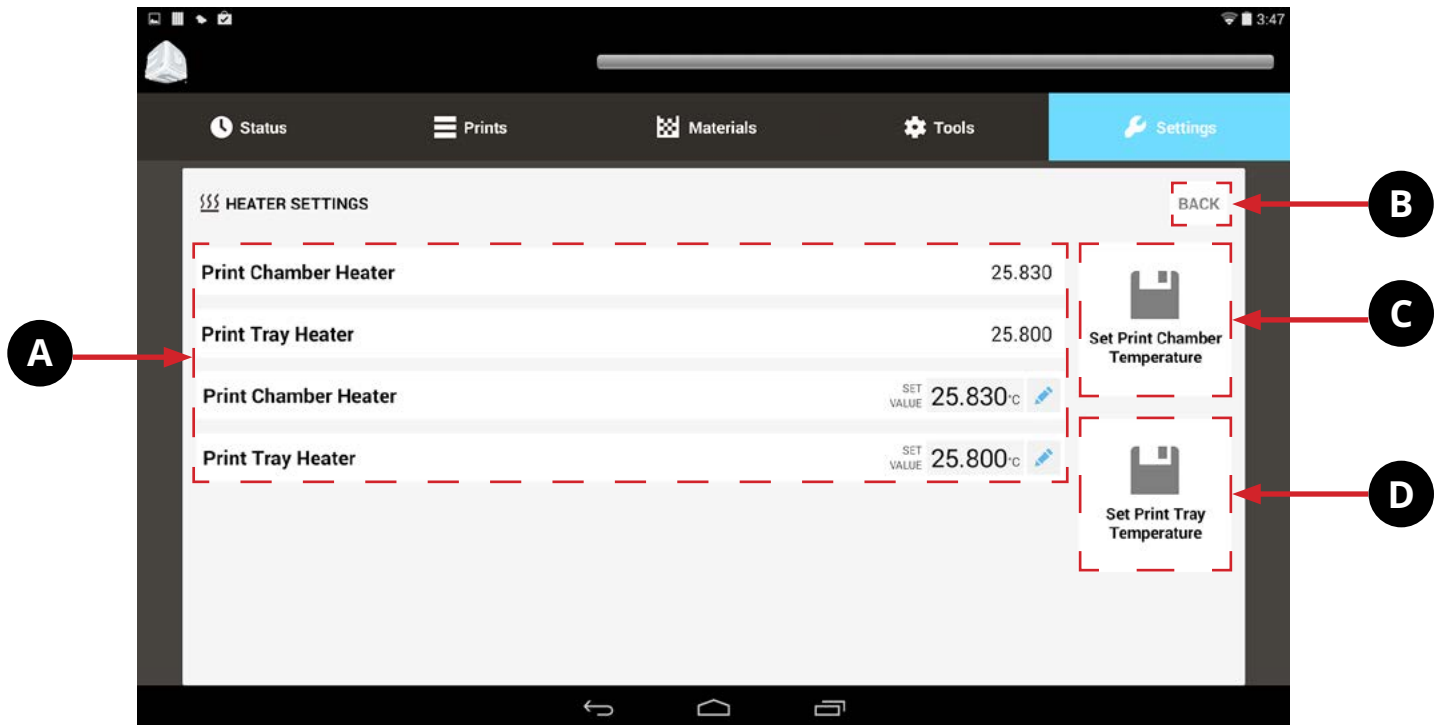 3:47
Status Prints Materials Tools Settings
HEATER SETTINGS
BACK
B
Print Chamber Heater 25.830
Set Print Chamber
Temperature
C
A
Print Tray Heater 25.800
Print Chamber Heater SET VALUE 25.830°C
Print Tray Heater SET VALUE 25.800°C
Set Print Tray
Temperature
D